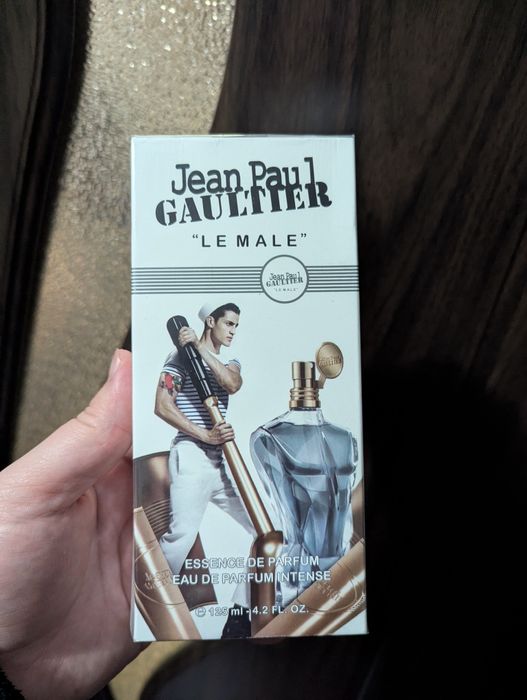 Jean Paul
GAULTIER
"LE MALE"
Jean Paul
GAULTIER
"LE MALE"
ESSENCE DE PARFUM
EAU DE PARFUM INTENSE
℮ 125 ml - 4.2 FL. OZ.